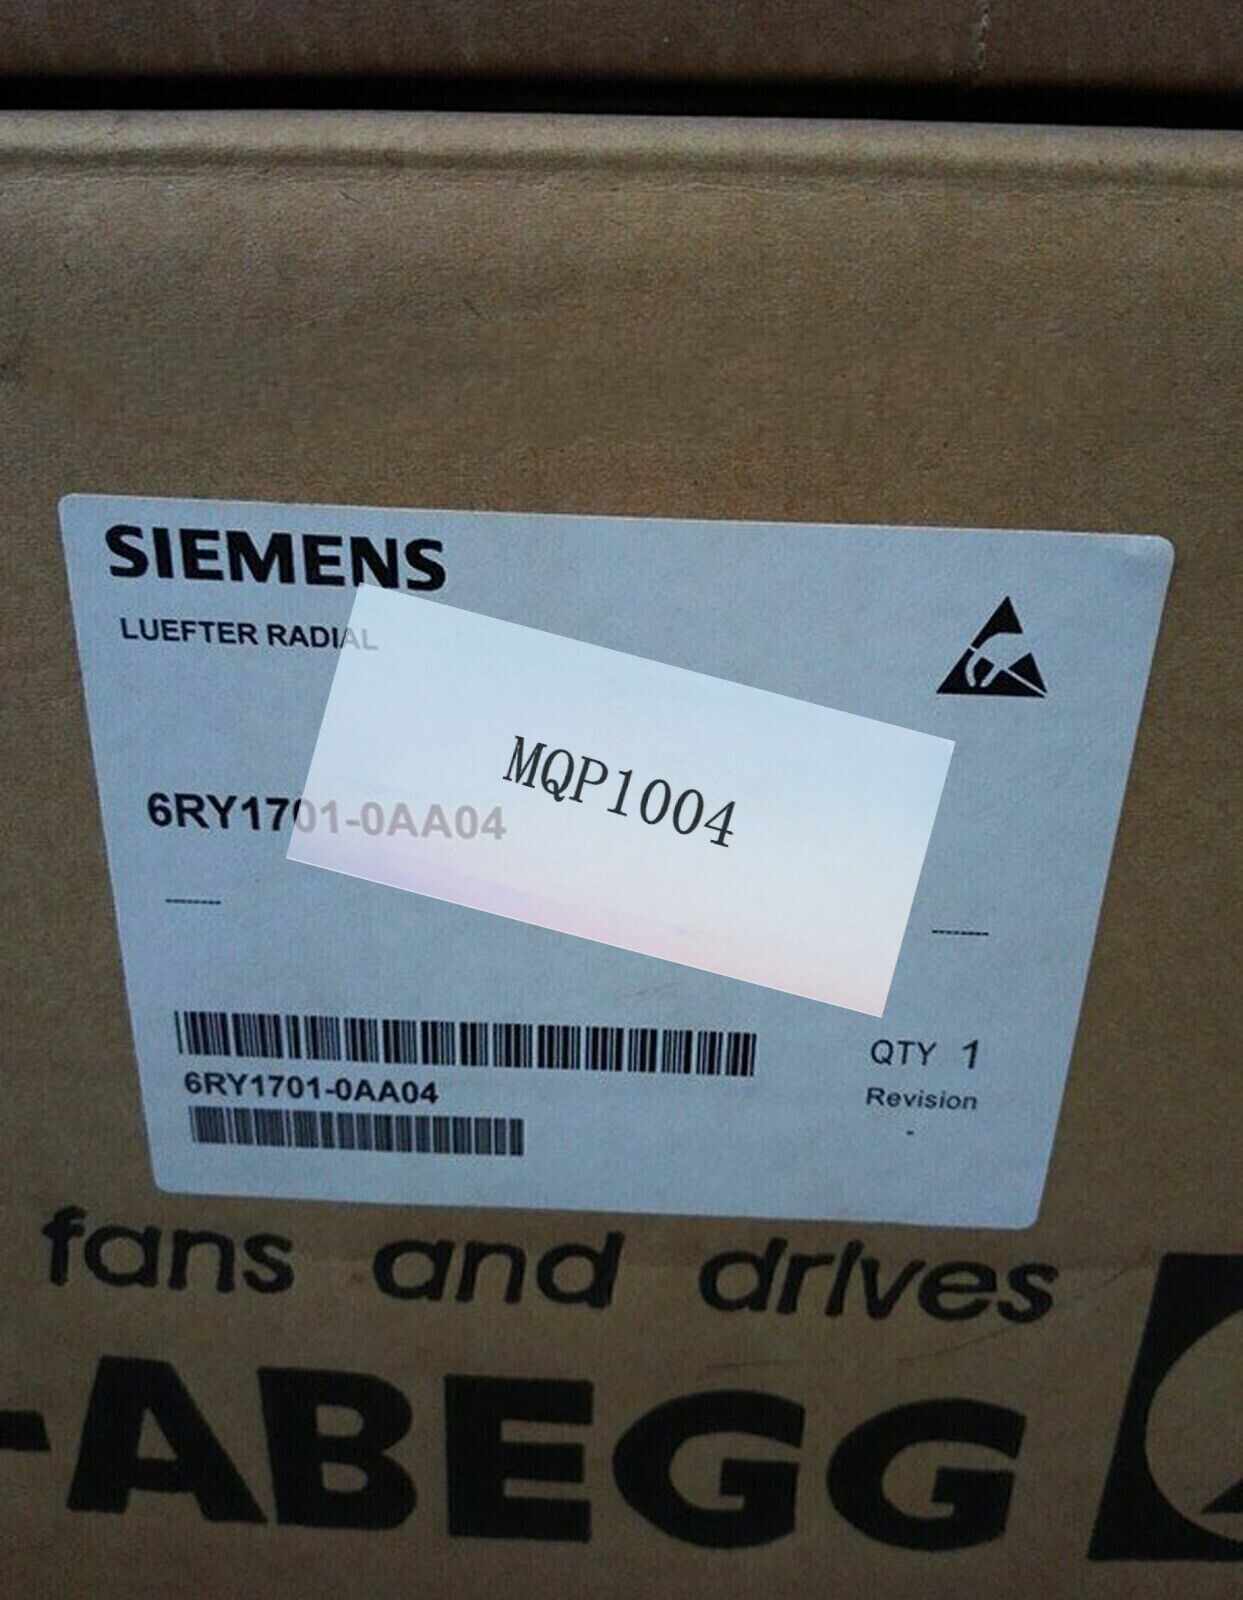 SIEMENS
LUEFTER RADIAL
MQP1004
6RY1701-0AA04
-------
-------
QTY 1
6RY1701-0AA04
Revision
-
fans and drives
-ABEGG